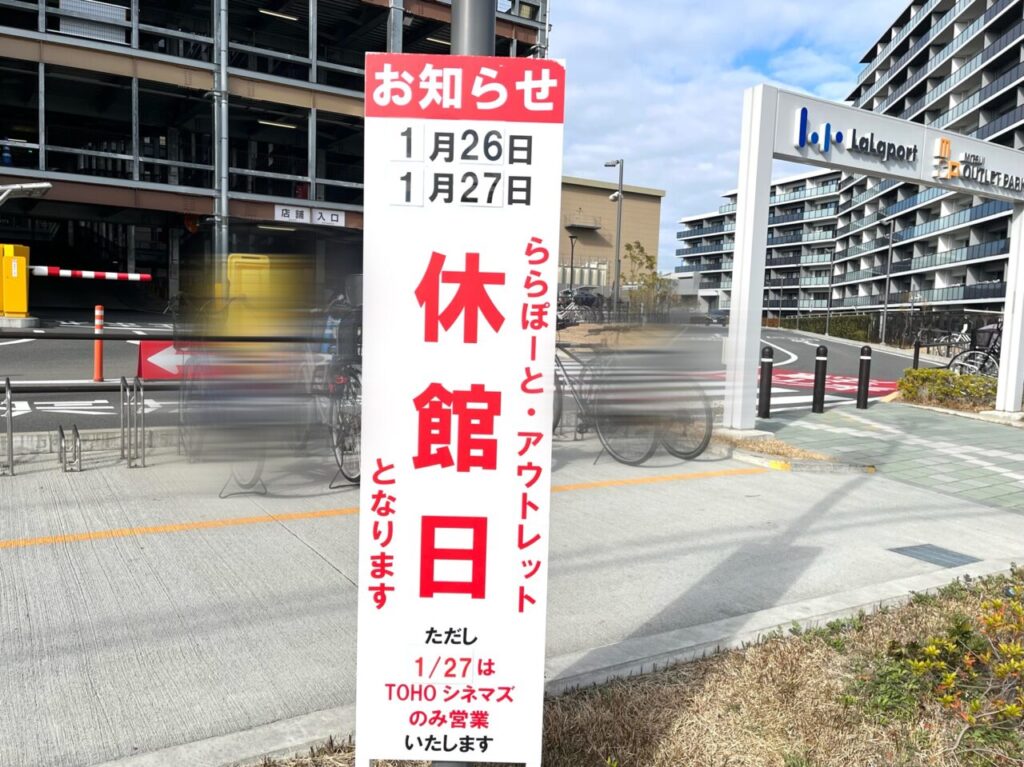 お知らせ
1月26日
1月27日
ららぽーと・アウトレット
休館日
となります
ただし
1/27は
TOHOシネマズ
のみ営業
いたします
店舗入口
LaLaport
OUTLET PARK